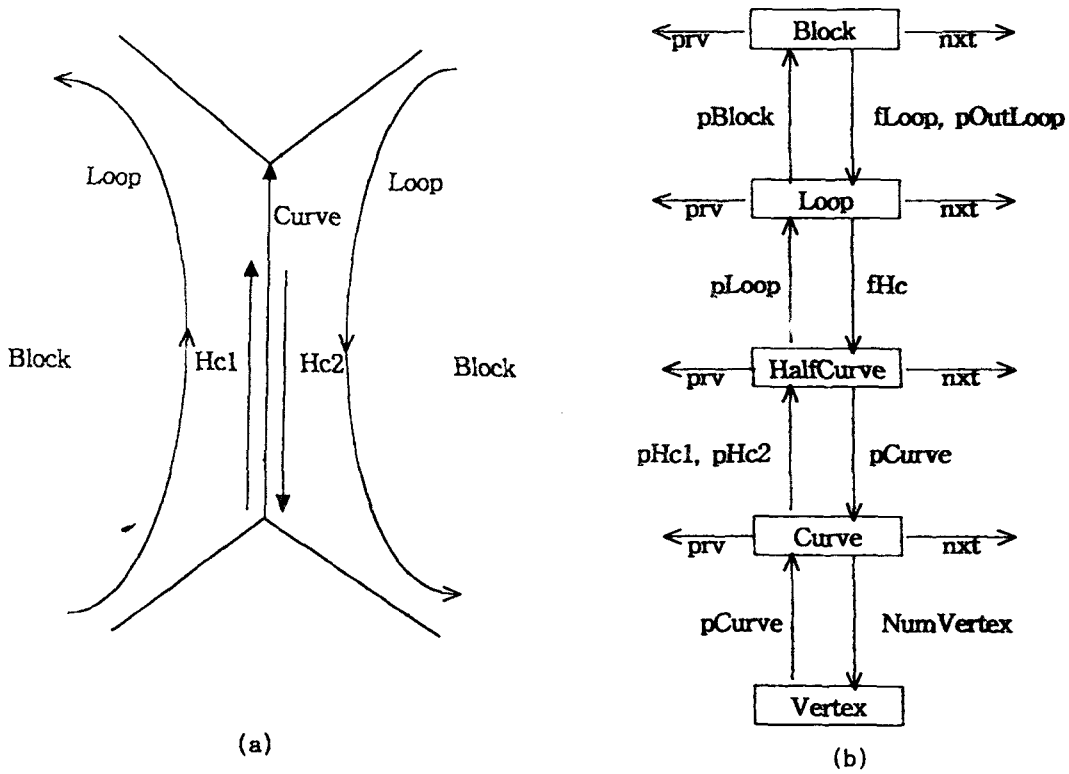 Loop
Loop
Curve
Block
Hc1
Hc2
Block
(a)
prv
Block
nxt
pBlock
fLoop, pOutLoop
prv
Loop
nxt
pLoop
fHc
prv
HalfCurve
nxt
pHc1, pHc2
pCurve
prv
Curve
nxt
pCurve
NumVertex
Vertex
(b)